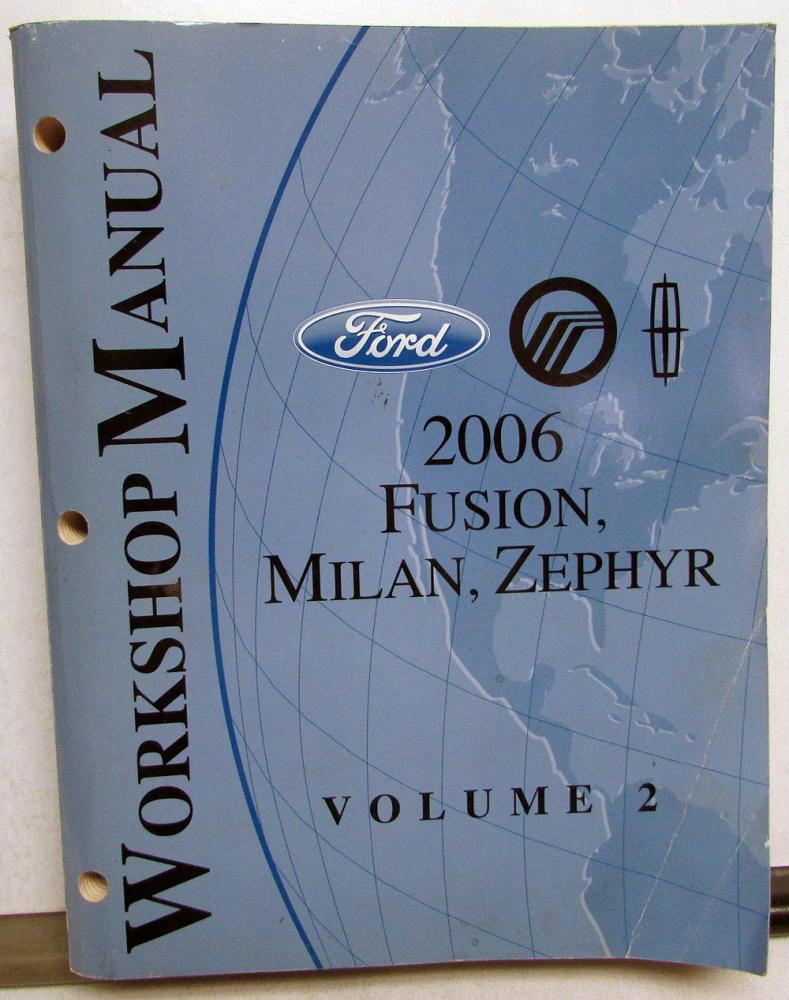 WORKSHOP MANUAL
Ford
2006
FUSION,
MILAN, ZEPHYR
VOLUME 2